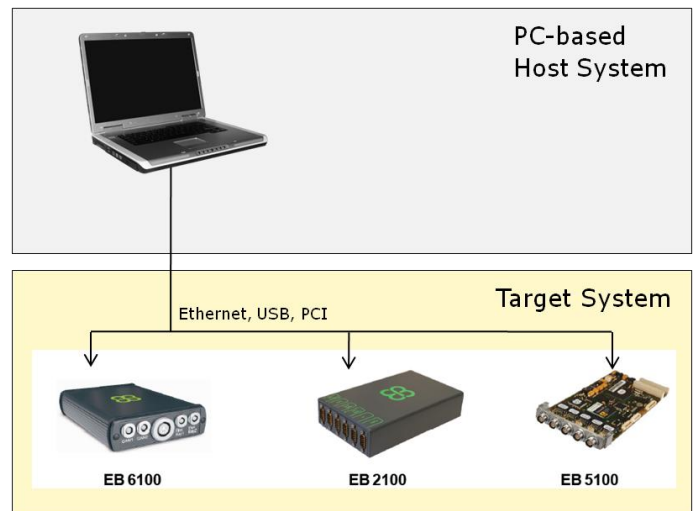 PC-based
Host System
Target System
Ethernet, USB, PCI
EB 6100
EB 2100
EB 5100